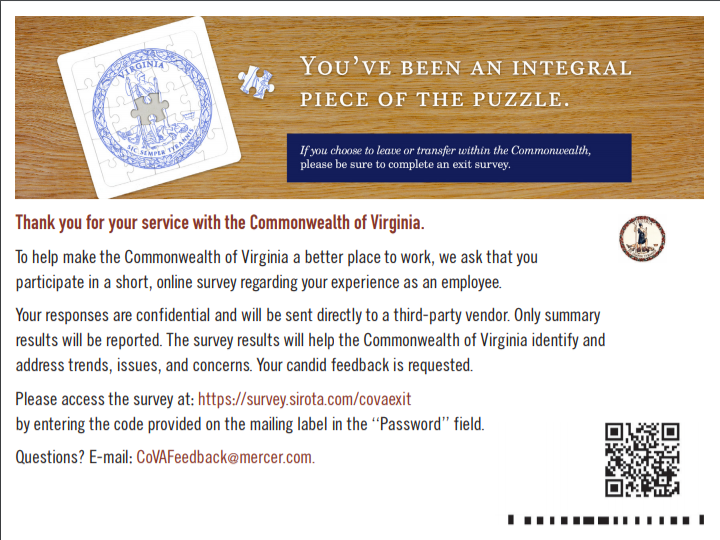 VIRGINIA
SIC SEMPER TYRANNIS
YOU'VE BEEN AN INTEGRAL
PIECE OF THE PUZZLE.
If you choose to leave or transfer within the Commonwealth,
please be sure to complete an exit survey.
Thank you for your service with the Commonwealth of Virginia.
To help make the Commonwealth of Virginia a better place to work, we ask that you
participate in a short, online survey regarding your experience as an employee.
Your responses are confidential and will be sent directly to a third-party vendor. Only summary
results will be reported. The survey results will help the Commonwealth of Virginia identify and
address trends, issues, and concerns. Your candid feedback is requested.
Please access the survey at: https://survey.sirota.com/covaexit
by entering the code provided on the mailing label in the “Password” field.
Questions? E-mail: CoVAFeedback@mercer.com.